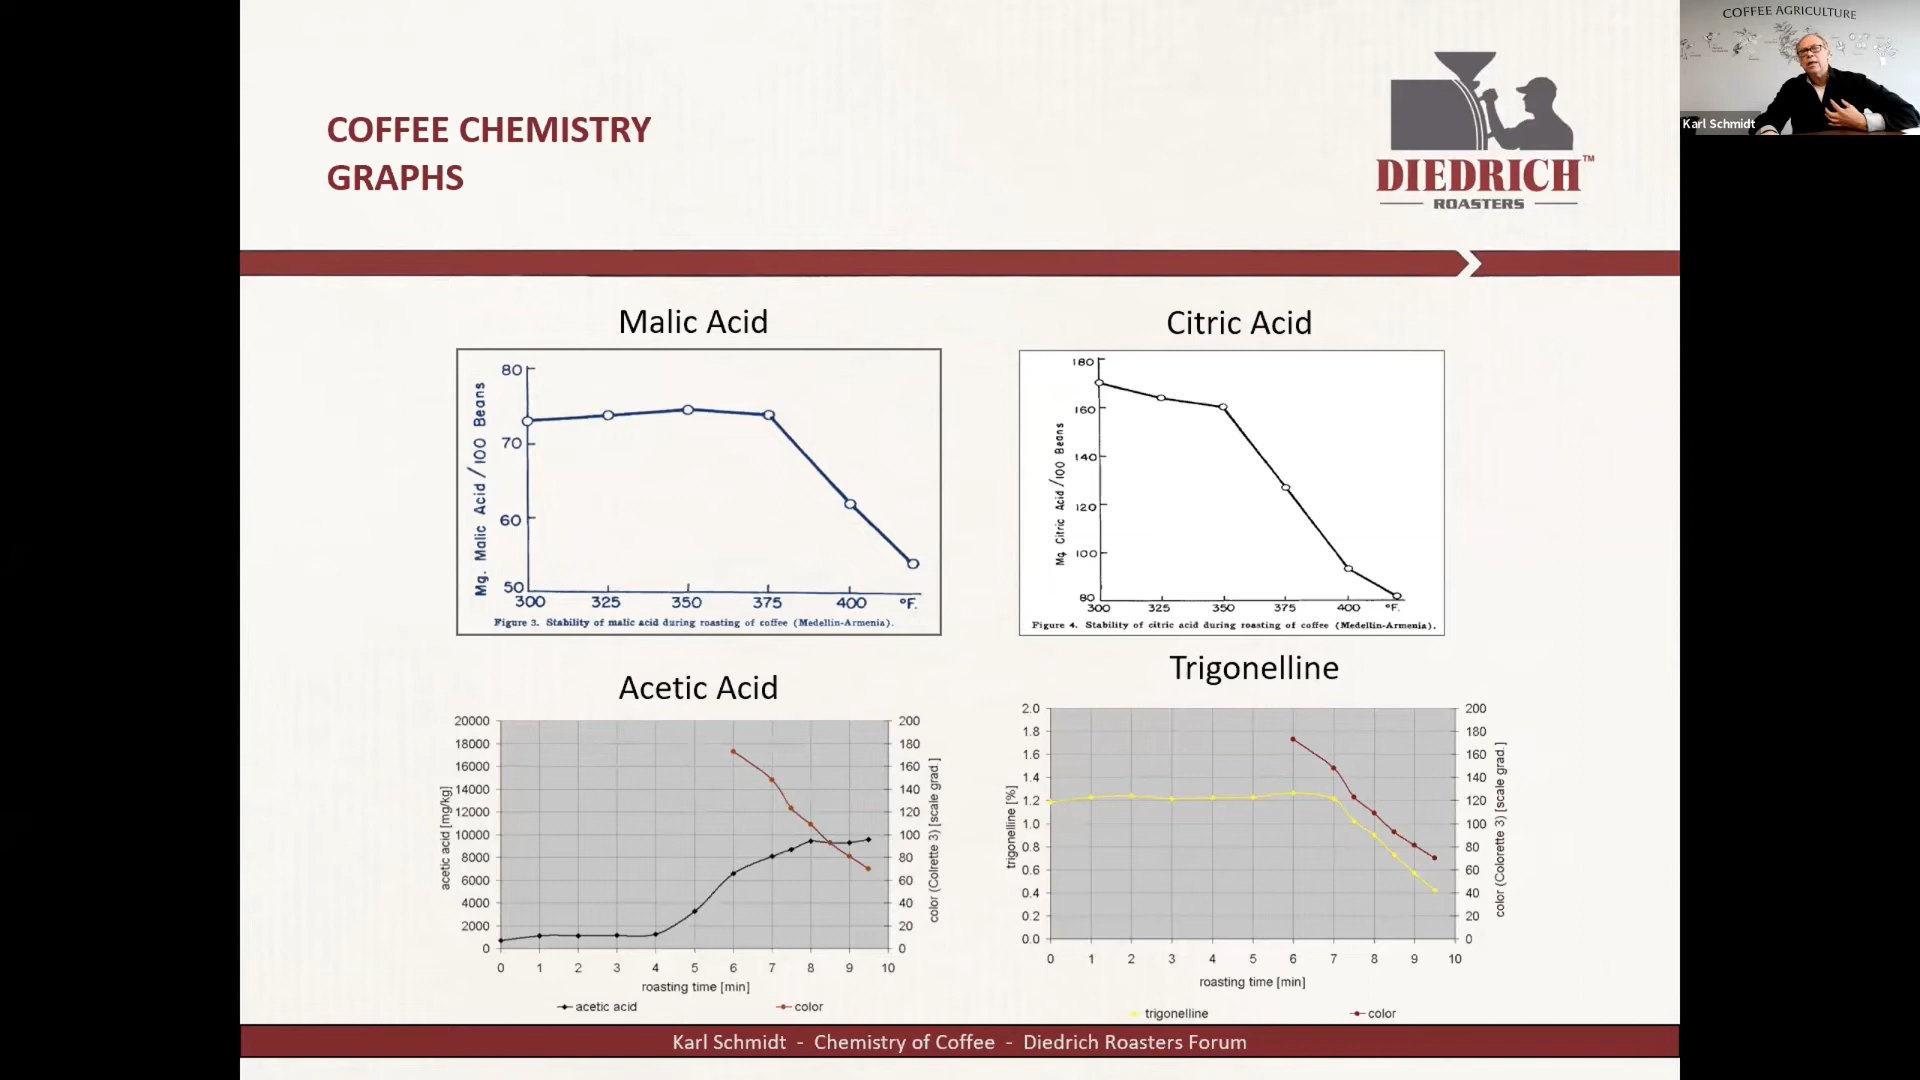 COFFEE AGRICULTURE
Karl Schmidt
COFFEE CHEMISTRY
GRAPHS
DIEDRICH™
ROASTERS
Malic Acid
Mg. Malic Acid/100 Beans
80
70
60
50
300 325 350 375 400 °F.
Figure 3. Stability of malic acid during roasting of coffee (Medellin-Armenia).
Citric Acid
Mg. Citric Acid/100 Beans
180
160
140
120
100
80
300 325 350 375 400 °F.
Figure 4. Stability of citric acid during roasting of coffee (Medellin-Armenia).
Acetic Acid
acetic acid [mg/kg]
20000
18000
16000
14000
12000
10000
8000
6000
4000
2000
0
200
180
160
140
120
100
80
60
40
20
0
color (Colrette 3) [scale grad.]
0 1 2 3 4 5 6 7 8 9 10
roasting time [min]
acetic acid color
Trigonelline
trigonelline [%]
2.0
1.8
1.6
1.4
1.2
1.0
0.8
0.6
0.4
0.2
0.0
200
180
160
140
120
100
80
60
40
20
0
color (Colorette 3) [scale grad.]
0 1 2 3 4 5 6 7 8 9 10
roasting time [min]
trigonelline color
Karl Schmidt - Chemistry of Coffee - Diedrich Roasters Forum